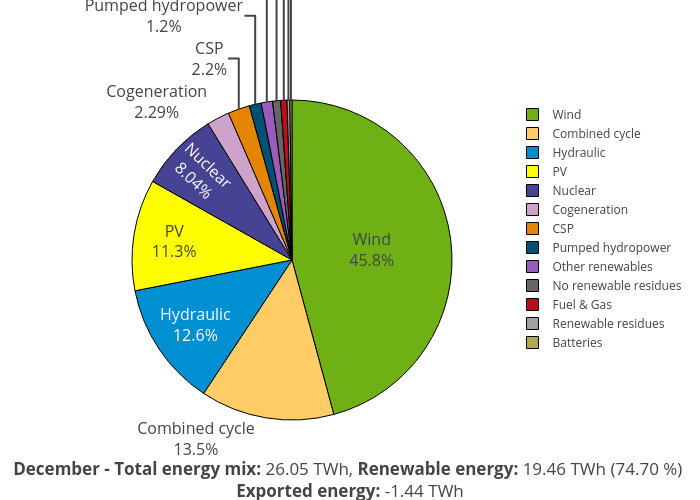 Pumped hydropower
1.2%
CSP
2.2%
Cogeneration
2.29%
Nuclear
8.04%
PV
11.3%
Hydraulic
12.6%
Combined cycle
13.5%
Wind
45.8%
Wind
Combined cycle
Hydraulic
PV
Nuclear
Cogeneration
CSP
Pumped hydropower
Other renewables
No renewable residues
Fuel & Gas
Renewable residues
Batteries
December - Total energy mix: 26.05 TWh, Renewable energy: 19.46 TWh (74.70 %)
Exported energy: -1.44 TWh